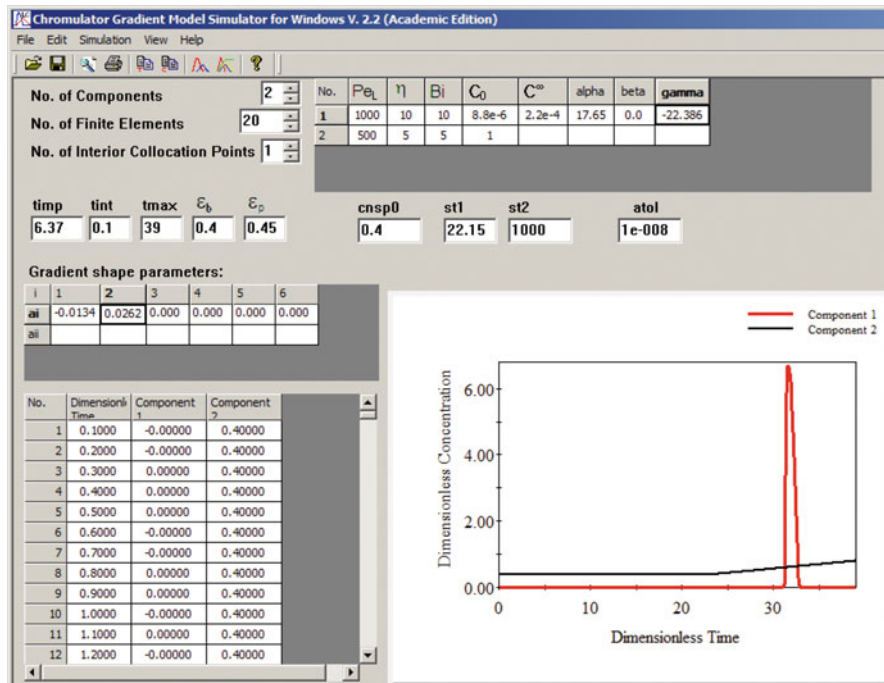 Chromulator Gradient Model Simulator for Windows V. 2.2 (Academic Edition)
File Edit Simulation View Help
No. of Components 2
No. of Finite Elements 20
No. of Interior Collocation Points 1
No. PeL η Bi C0 C∞ alpha beta gamma
1 1000 10 10 8.8e-6 2.2e-4 17.65 0.0 -22.386
2 500 5 5 1
timp tint tmax εb εp cnsp0 st1 st2 atol
6.37 0.1 39 0.4 0.45 0.4 22.15 1000 1e-008
Gradient shape parameters:
i 1 2 3 4 5 6
ai -0.0134 0.0262 0.000 0.000 0.000 0.000
aii
No. Dimensionl Time Component 1 Component 2
1 0.1000 -0.00000 0.40000
2 0.2000 -0.00000 0.40000
3 0.3000 0.00000 0.40000
4 0.4000 0.00000 0.40000
5 0.5000 0.00000 0.40000
6 0.6000 -0.00000 0.40000
7 0.7000 -0.00000 0.40000
8 0.8000 0.00000 0.40000
9 0.9000 0.00000 0.40000
10 1.0000 -0.00000 0.40000
11 1.1000 0.00000 0.40000
12 1.2000 -0.00000 0.40000
Component 1
Component 2
Dimensionless Concentration
6.00
4.00
2.00
0.00
0 10 20 30
Dimensionless Time